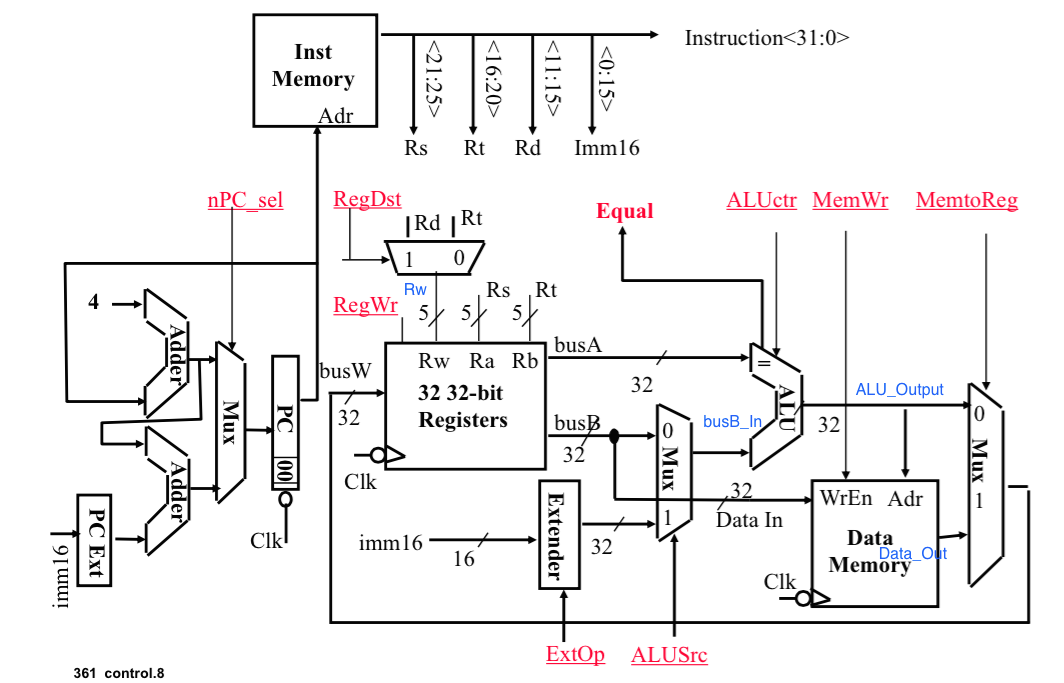 Inst
Memory
Adr
Instruction<31:0>
<21:25>
<16:20>
<11:15>
<0:15>
Rs
Rt
Rd
Imm16
nPC_sel
RegDst
Equal
ALUctr
MemWr
MemtoReg
Rd
Rt
1
0
4
Adder
Rw
Rs
Rt
RegWr
5
5
5
busW
32
Rw
Ra
Rb
32 32-bit
Registers
busA
32
=
ALU
ALU_Output
32
0
Mux
1
busB
32
busB_In
0
Mux
1
Mux
PC
00
Clk
Adder
Clk
PC Ext
imm16
imm16
16
Extender
32
32
Data In
WrEn
Adr
Data
Memory
Data_Out
Clk
ExtOp
ALUSrc
361 control.8